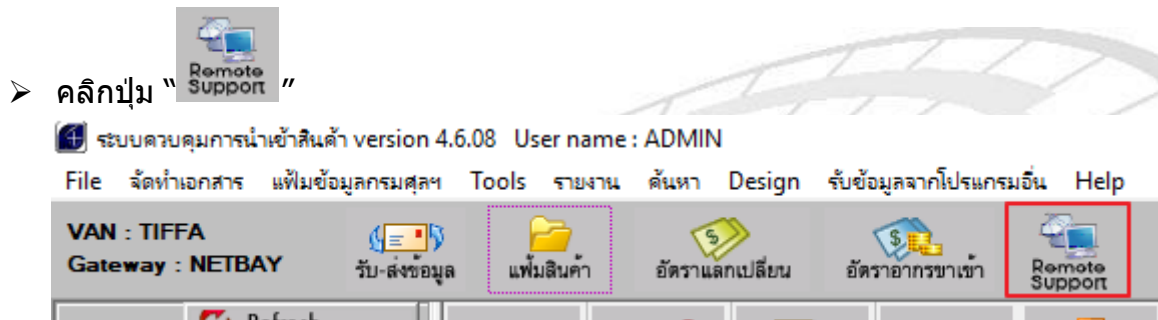 ➢ คลิกปุ่ม “Remote Support”
ระบบควบคุมการนำเข้าสินค้า version 4.6.08 User name : ADMIN
File จัดทำเอกสาร แฟ้มข้อมูลกรมศุลฯ Tools รายงาน ค้นหา Design รับข้อมูลจากโปรแกรมอื่น Help
VAN : TIFFA
Gateway : NETBAY
รับ-ส่งข้อมูล แฟ้มสินค้า อัตราแลกเปลี่ยน อัตราอากรขาเข้า Remote Support